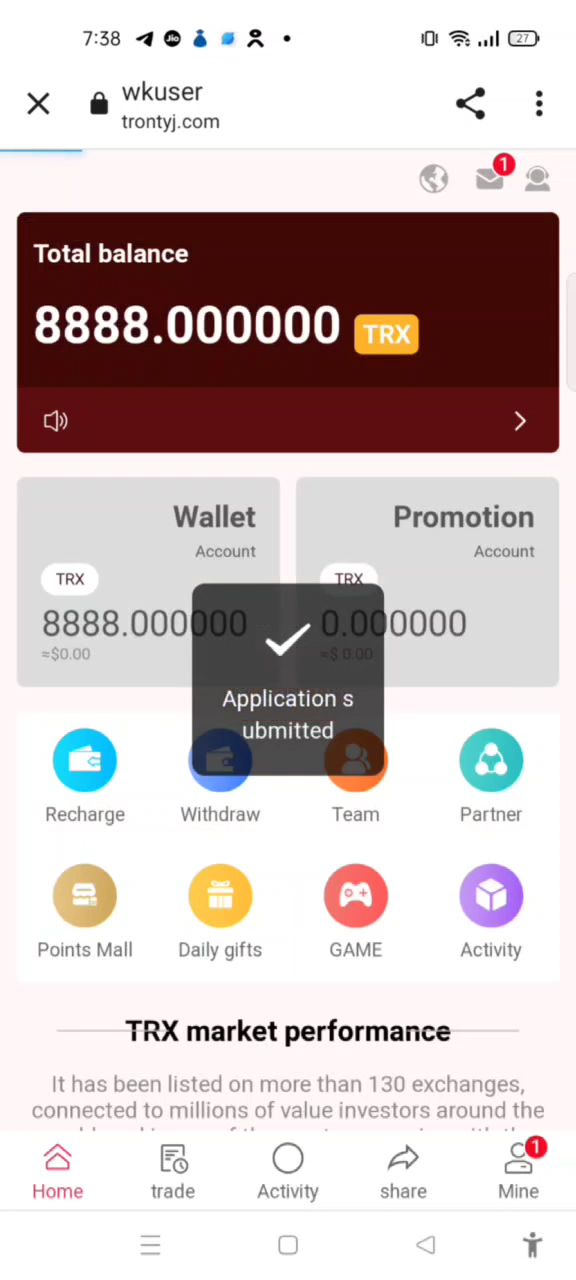 7:38
Jio
27
wkuser
trontyj.com
1
Total balance
8888.000000 TRX
Wallet
Account
TRX
8888.000000
≈$0.00
Promotion
Account
TRX
0.000000
≈$ 0.00
Application s
ubmitted
Recharge
Withdraw
Team
Partner
Points Mall
Daily gifts
GAME
Activity
TRX market performance
It has been listed on more than 130 exchanges,
connected to millions of value investors around the
1
Home
trade
Activity
share
Mine